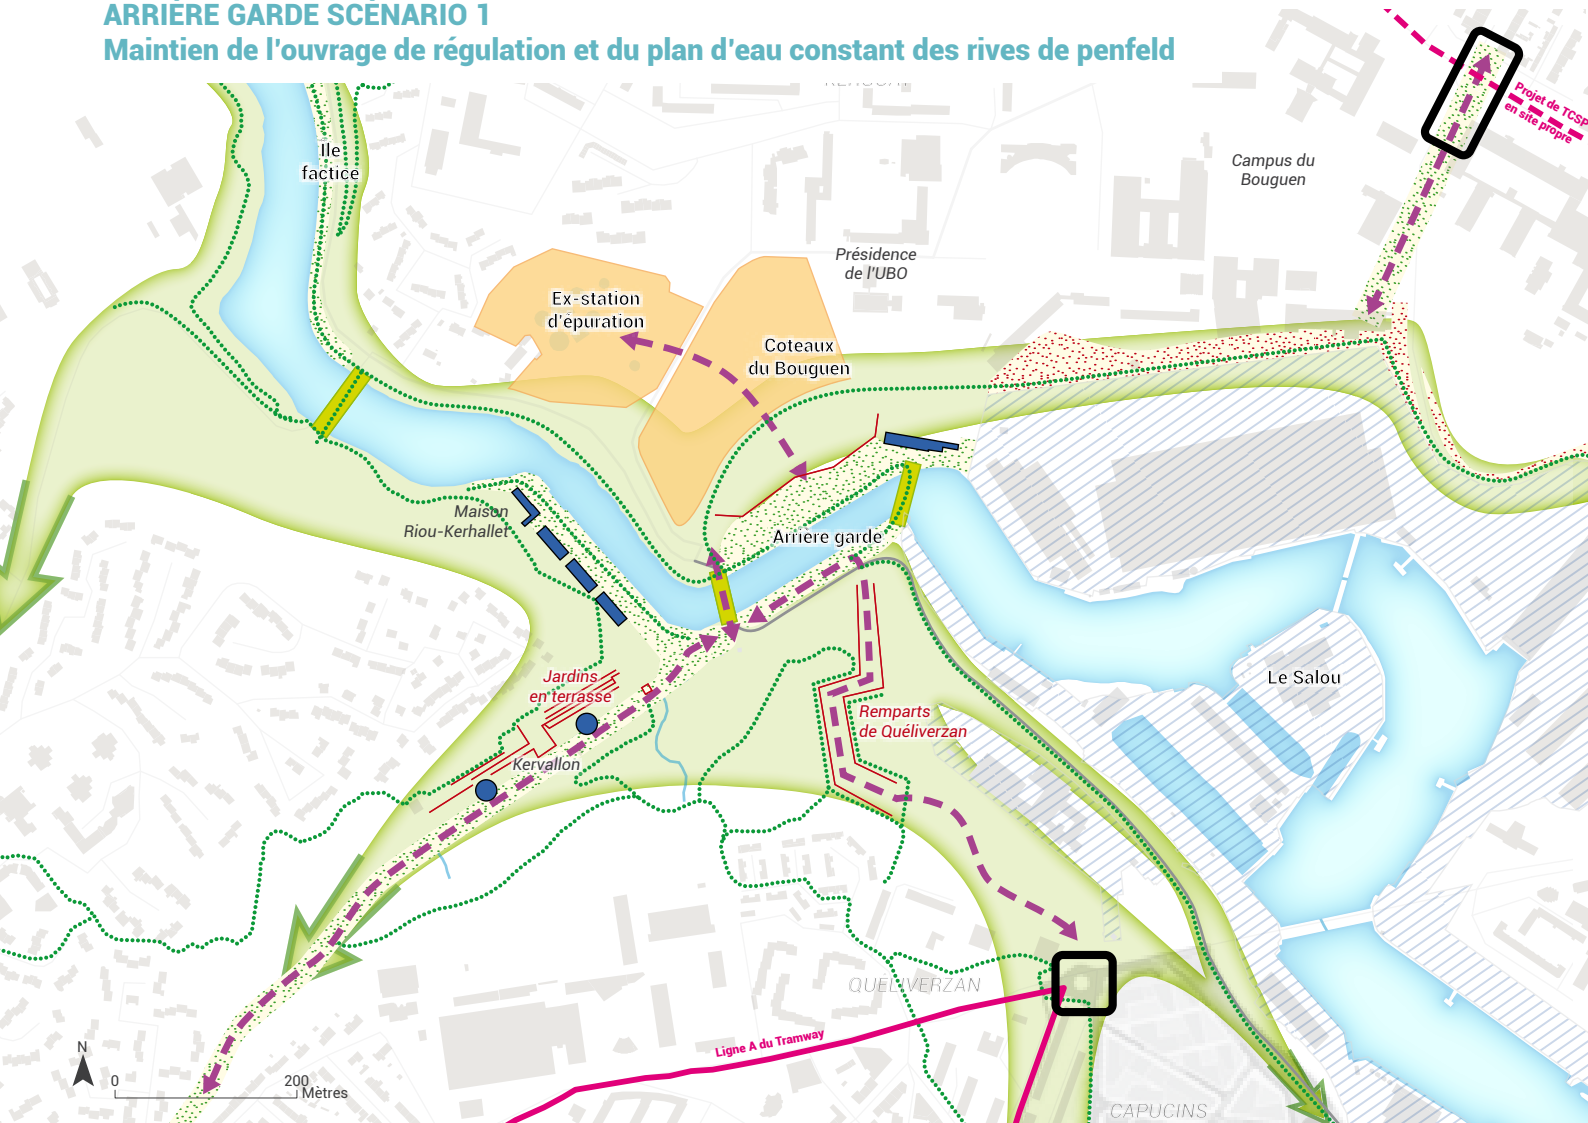 ARRIÈRE GARDE SCÉNARIO 1
Maintien de l'ouvrage de régulation et du plan d'eau constant des rives de penfeld
Projet de TCSP
en site propre
Ile
factice
Campus du
Bouguen
Présidence
de l'UBO
Ex-station
d'épuration
Coteaux
du Bouguen
Maison
Riou-Kerhallet
Arrière garde
Le Salou
Jardins
en terrasse
Remparts
de Quéliverzan
Kervallon
QUÉLIVERZAN
Ligne A du Tramway
N
0
200
Mètres
CAPUCINS